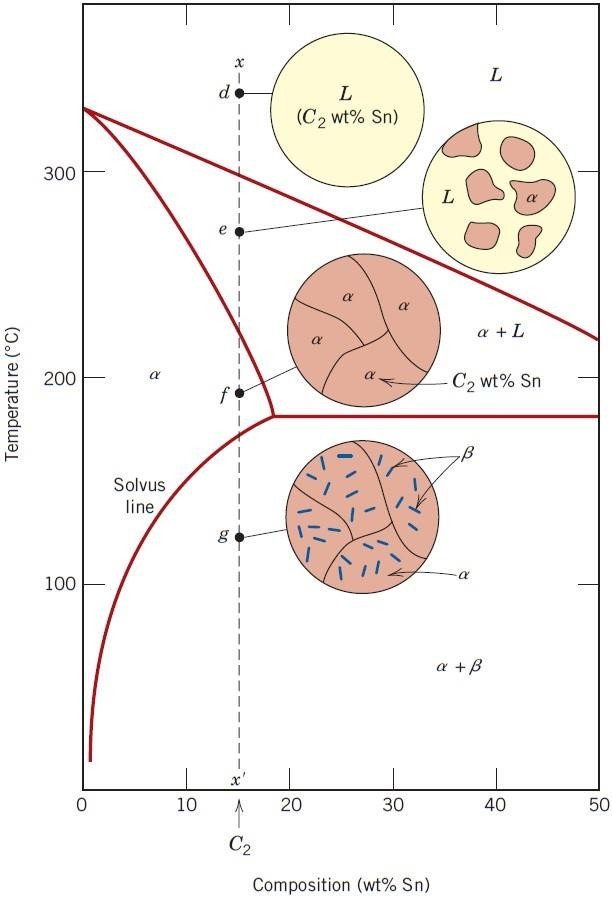 x
d
L
(C₂ wt% Sn)
L
300
L
α
e
α
α
α
α
α + L
C₂ wt% Sn
200
α
f
Temperature (°C)
β
Solvus
line
g
α
100
α + β
x′
0
10
20
30
40
50
C₂
Composition (wt% Sn)